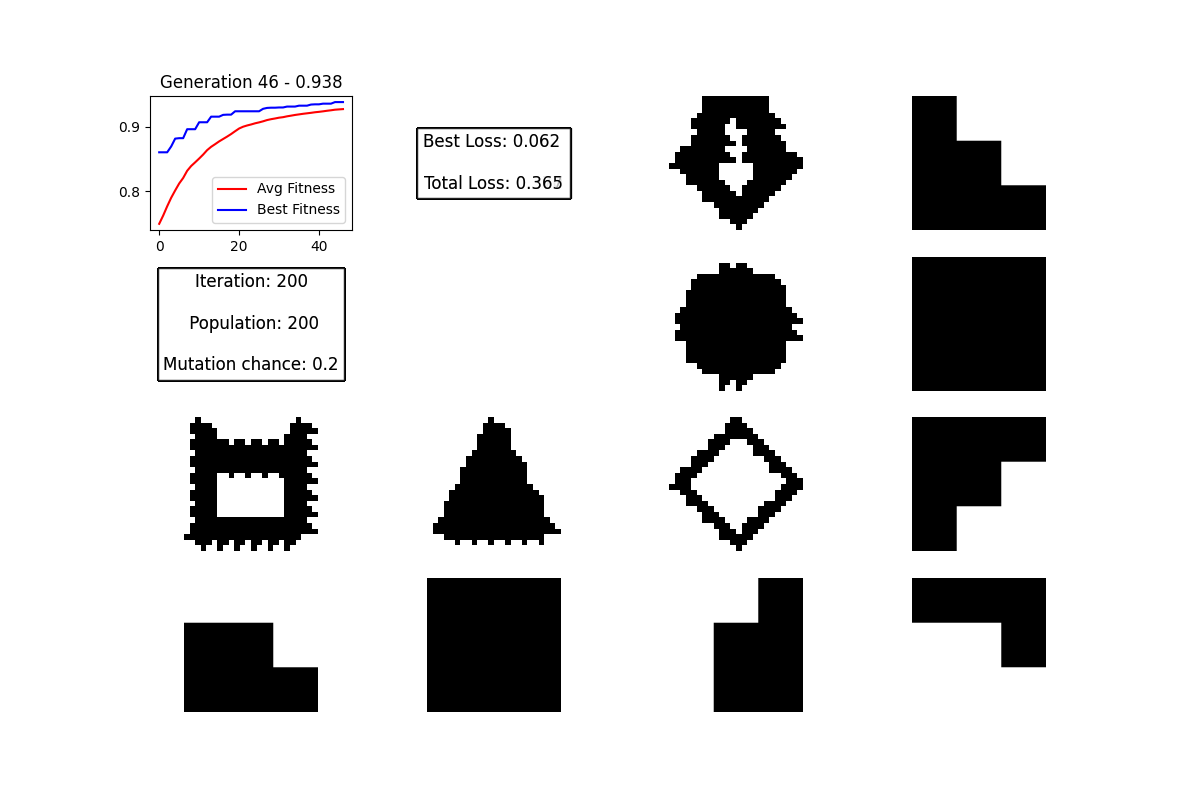 Generation 46 - 0.938
0.9
0.8
Avg Fitness
Best Fitness
0 20 40
Best Loss: 0.062
Total Loss: 0.365
Iteration: 200
Population: 200
Mutation chance: 0.2